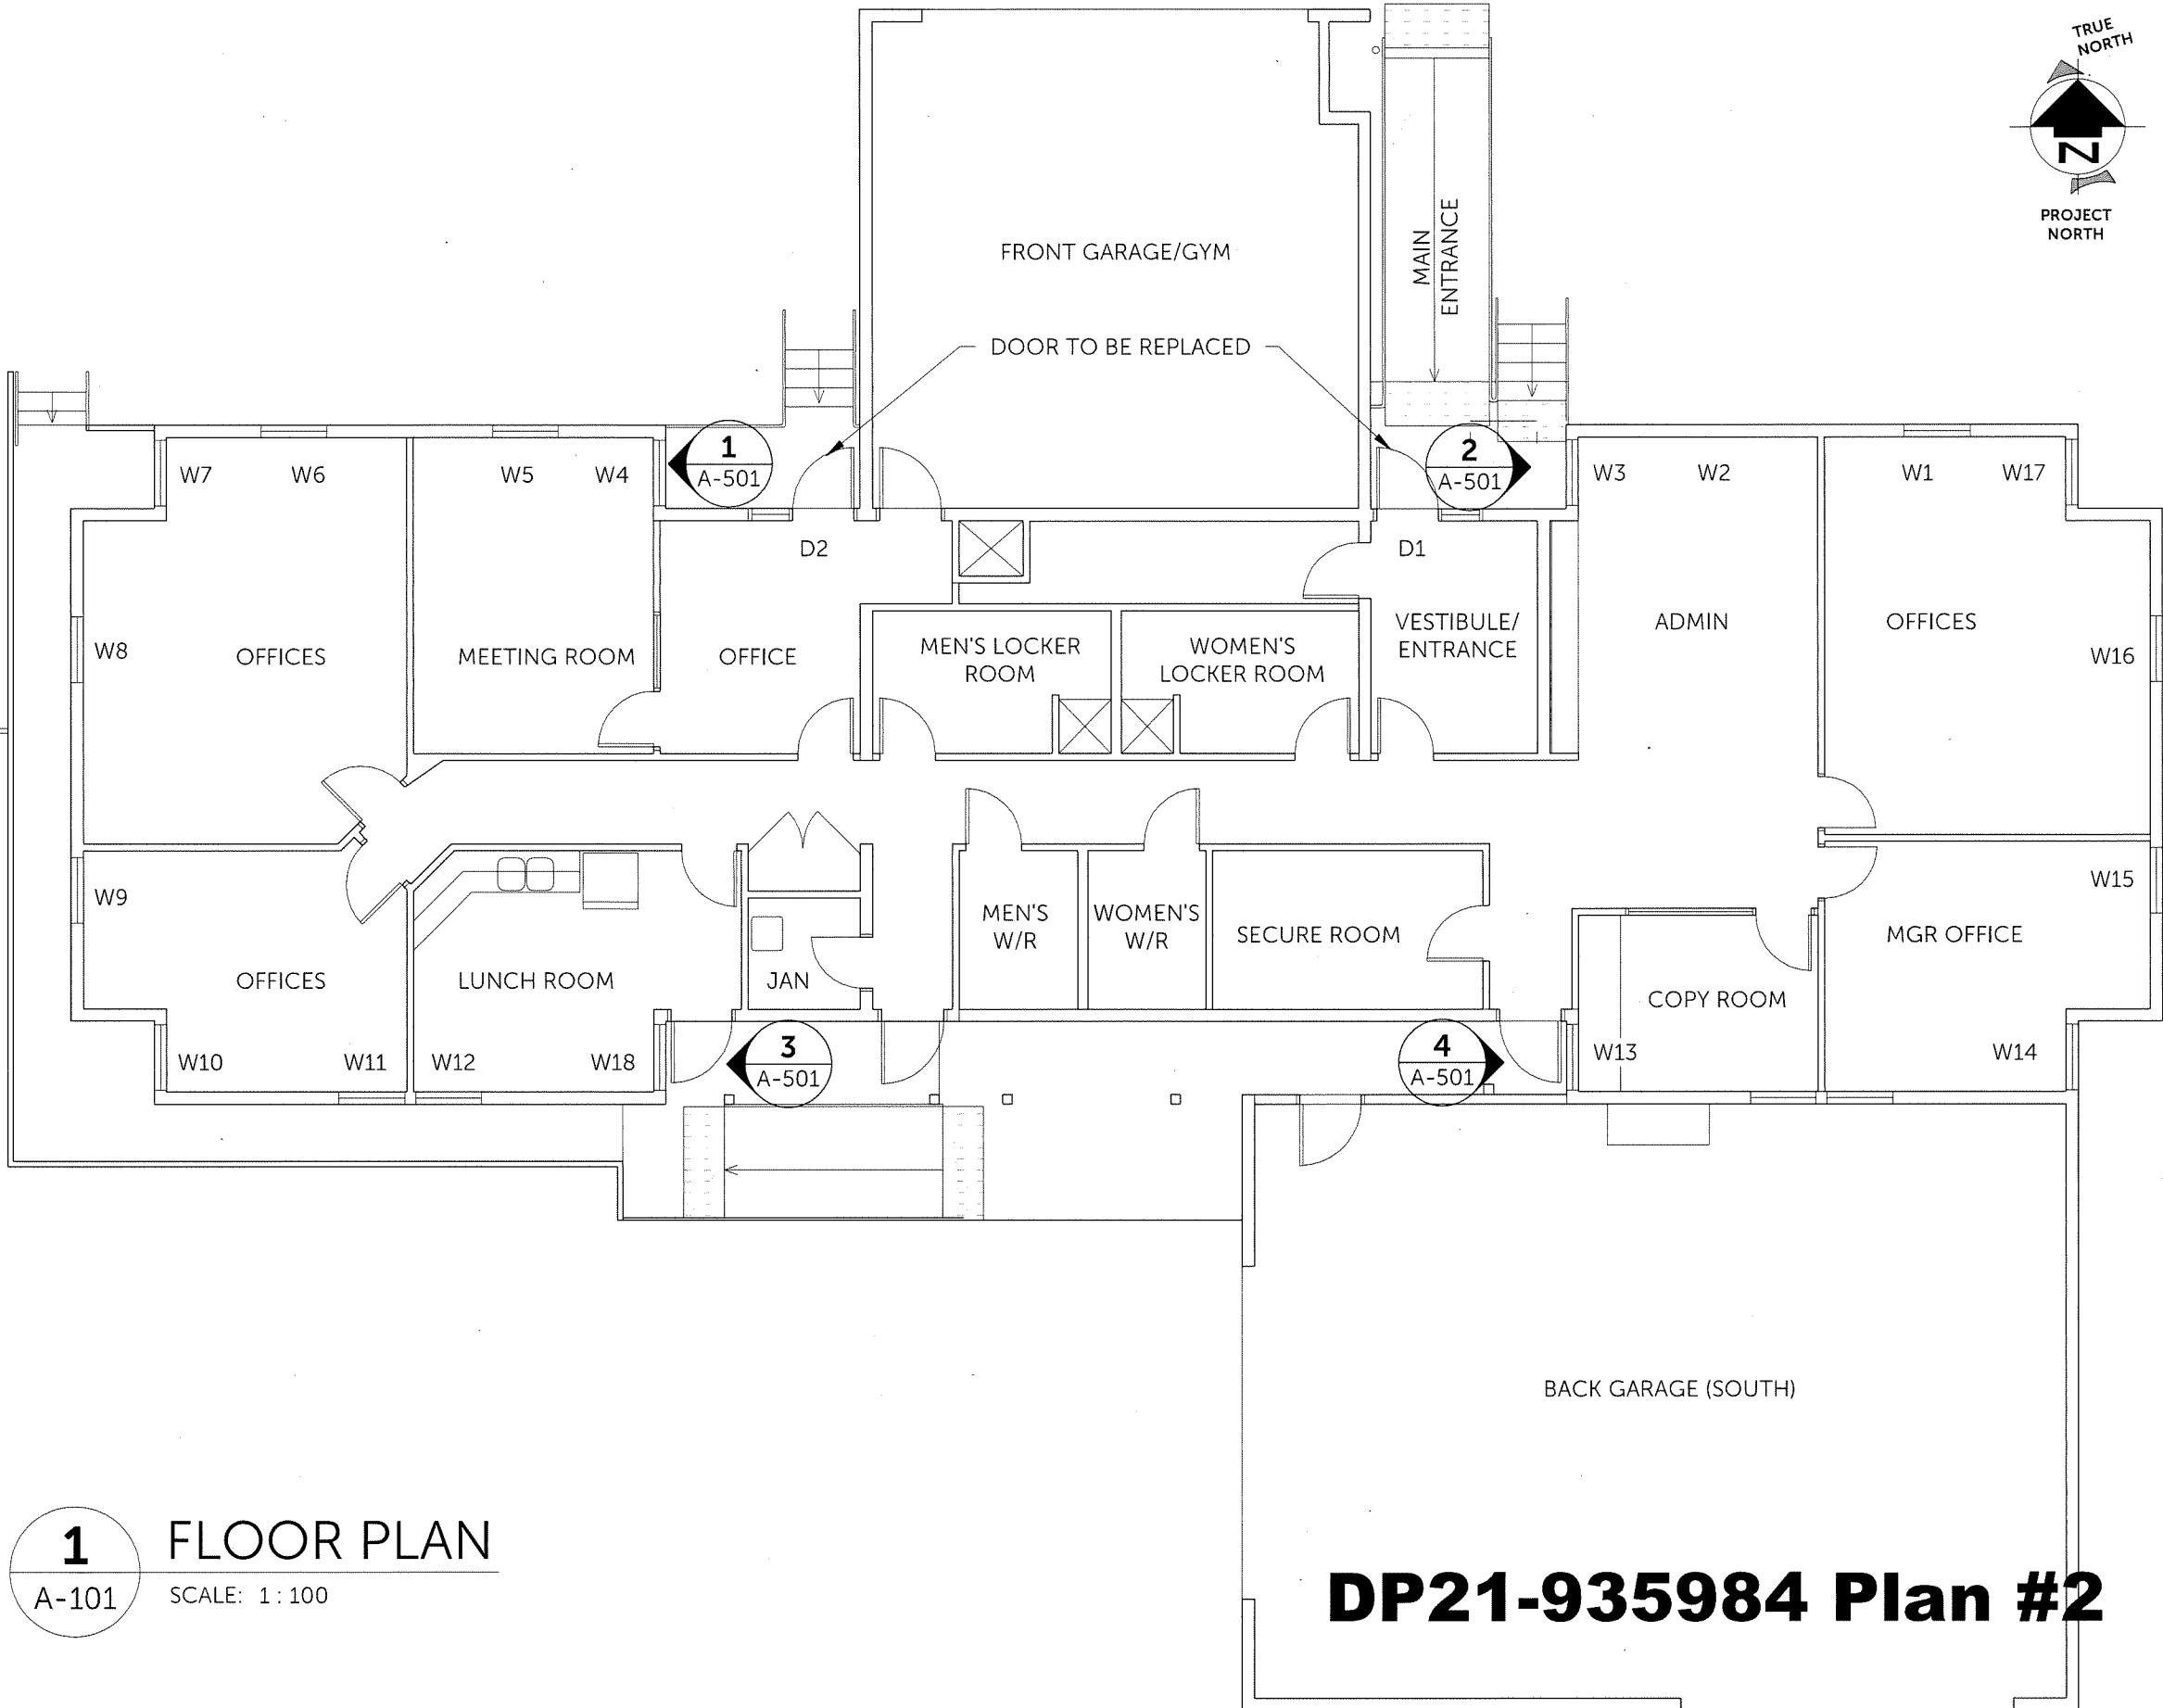 TRUE
NORTH
N
PROJECT
NORTH
FRONT GARAGE/GYM
MAIN
ENTRANCE
DOOR TO BE REPLACED
1
A-501
2
A-501
W7
W6
W5
W4
W3
W2
W1
W17
D2
D1
W8
OFFICES
MEETING ROOM
OFFICE
MEN'S LOCKER
ROOM
WOMEN'S
LOCKER ROOM
VESTIBULE/
ENTRANCE
ADMIN
OFFICES
W16
W9
W15
MEN'S
W/R
WOMEN'S
W/R
SECURE ROOM
MGR OFFICE
OFFICES
LUNCH ROOM
JAN
COPY ROOM
W10
W11
W12
W18
3
A-501
4
A-501
W13
W14
BACK GARAGE (SOUTH)
1
A-101
FLOOR PLAN
SCALE: 1 : 100
DP21-935984 Plan #2